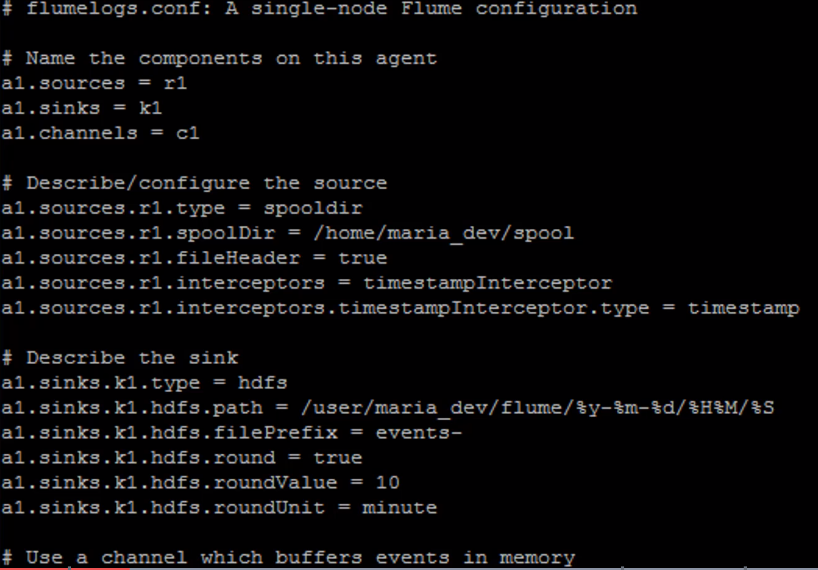 # flumelogs.conf: A single-node Flume configuration
# Name the components on this agent
a1.sources = r1
a1.sinks = k1
a1.channels = c1
# Describe/configure the source
a1.sources.r1.type = spooldir
a1.sources.r1.spoolDir = /home/maria_dev/spool
a1.sources.r1.fileHeader = true
a1.sources.r1.interceptors = timestampInterceptor
a1.sources.r1.interceptors.timestampInterceptor.type = timestamp
# Describe the sink
a1.sinks.k1.type = hdfs
a1.sinks.k1.hdfs.path = /user/maria_dev/flume/%y-%m-%d/%H%M/%S
a1.sinks.k1.hdfs.filePrefix = events-
a1.sinks.k1.hdfs.round = true
a1.sinks.k1.hdfs.roundValue = 10
a1.sinks.k1.hdfs.roundUnit = minute
# Use a channel which buffers events in memory